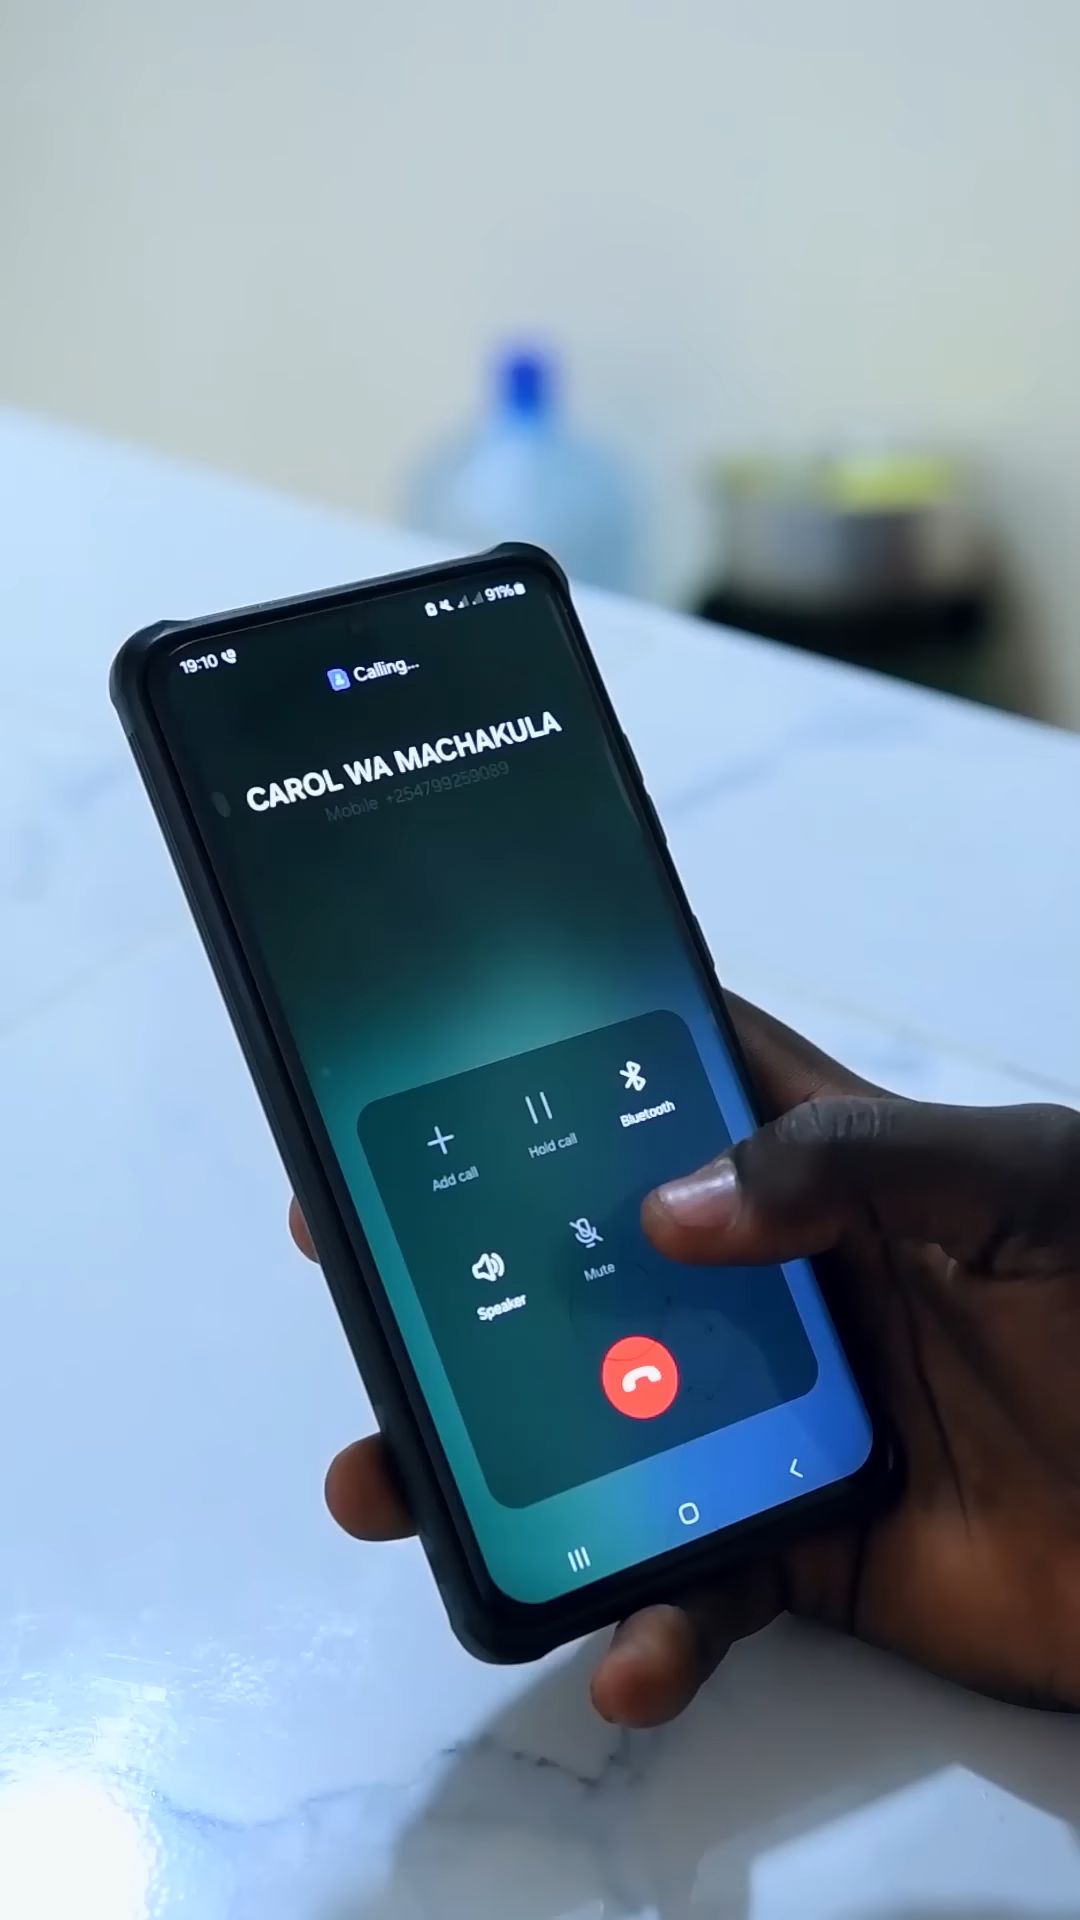 19:10
91%
Calling...
CAROL WA MACHAKULA
Mobile +254799259089
Add call
Hold call
Bluetooth
Speaker
Mute